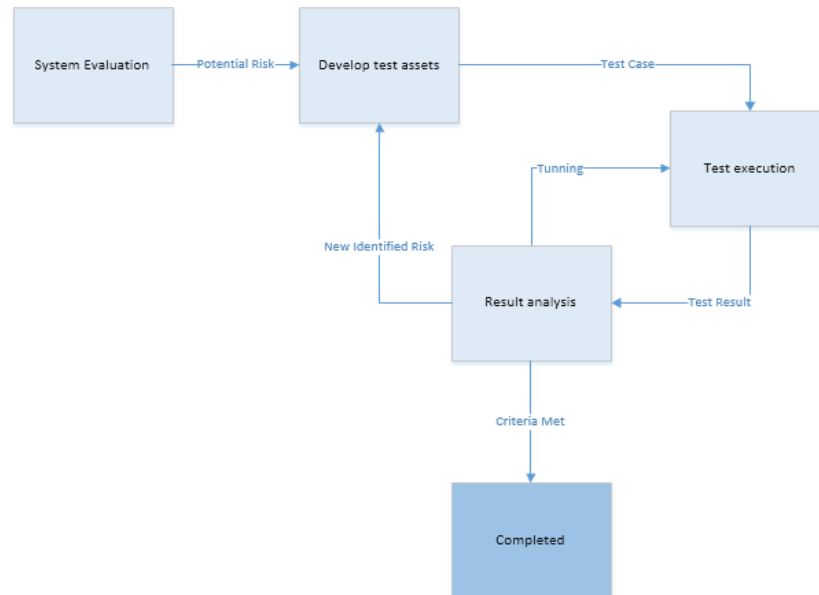 System Evaluation
Potential Risk
Develop test assets
Test Case
Tunning
Test execution
New Identified Risk
Result analysis
Test Result
Criteria Met
Completed